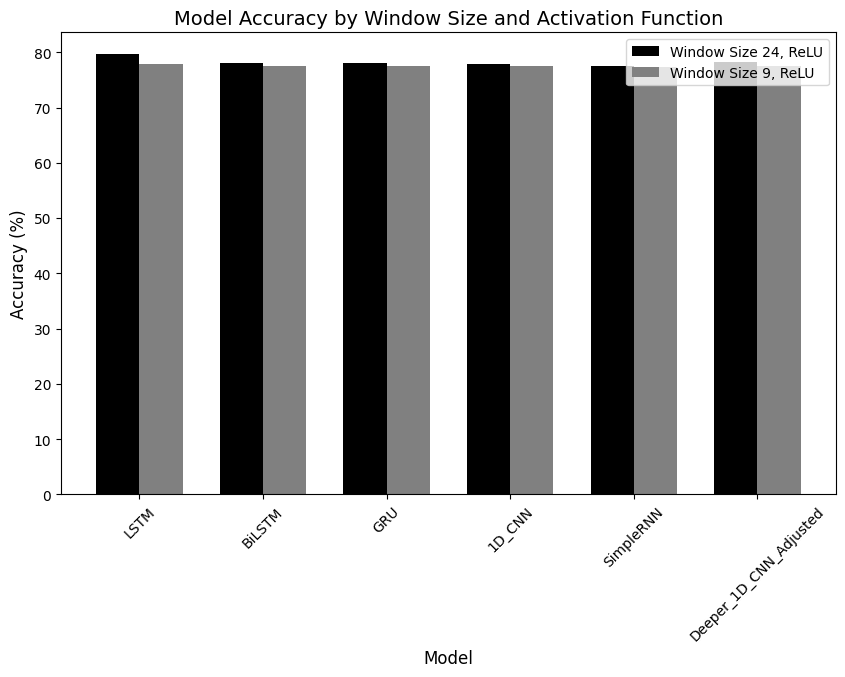 Model Accuracy by Window Size and Activation Function
Window Size 24, ReLU
Window Size 9, ReLU
Accuracy (%)
80
70
60
50
40
30
20
10
0
LSTM
BiLSTM
GRU
1D_CNN
SimpleRNN
Deeper_1D_CNN_Adjusted
Model